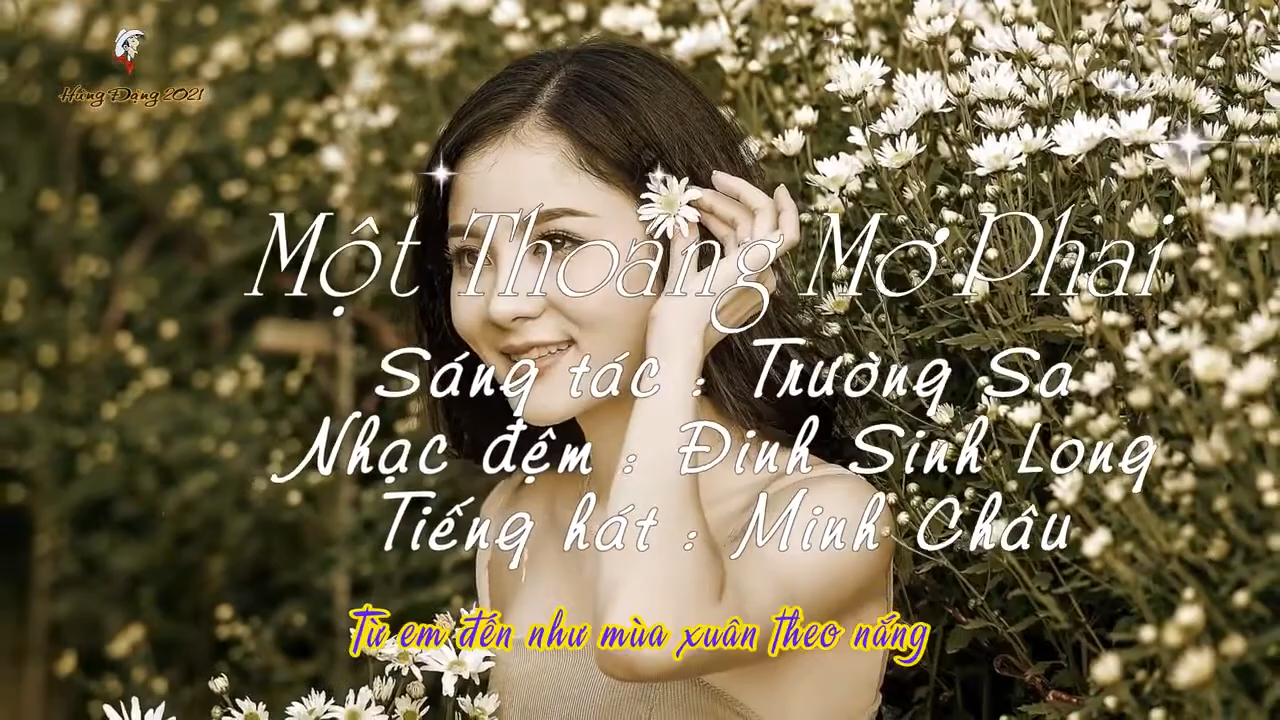 Hưng Đặng 2021
Một Thoáng Mơ Phai
Sáng tác : Trường Sa
Nhạc đệm : Đinh Sinh Long
Tiếng hát : Minh Châu
Từ em đến như mùa xuân theo nắng